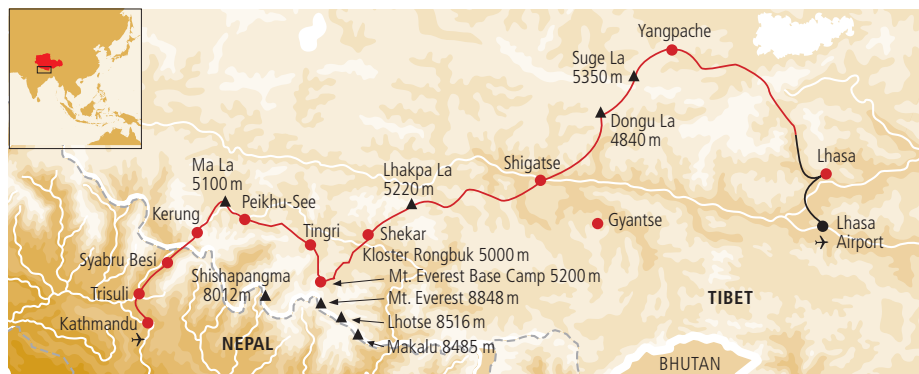 Yangpache
Suge La
5350 m
Dongu La
4840 m
Lhasa
Lhasa
Airport
Shigatse
Gyantse
Lhakpa La
5220 m
Ma La
5100 m
Peikhu-See
Kerung
Tingri
Shekar
Klöster Rongbuk 5000 m
Mt. Everest Base Camp 5200 m
Mt. Everest 8848 m
Lhotse 8516 m
Makalu 8485 m
Syabru Besi
Shishapangma
8012 m
Trisuli
Kathmandu
NEPAL
TIBET
BHUTAN